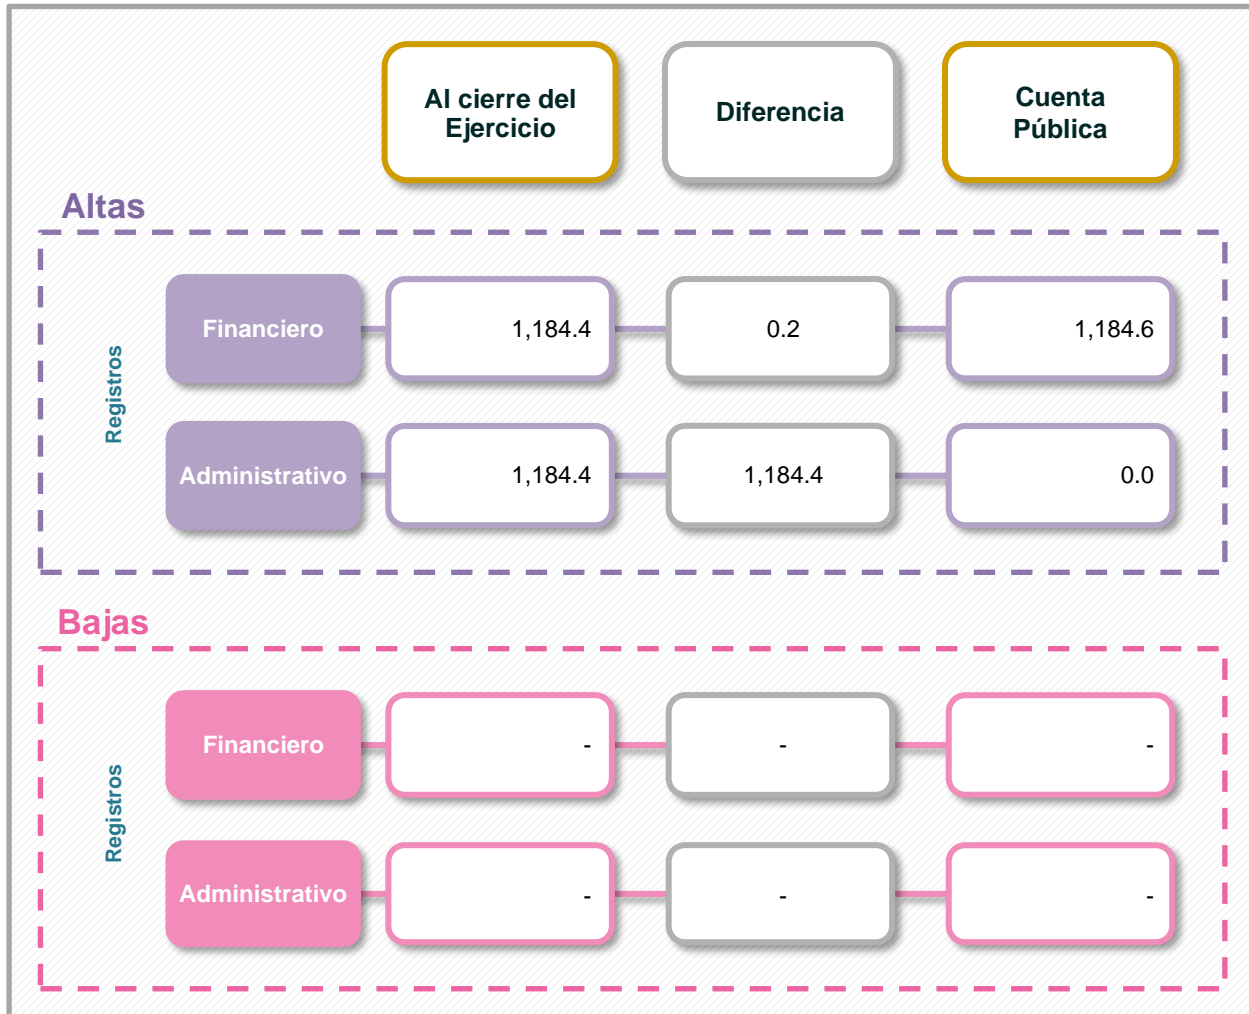 Al cierre del
Ejercicio
Diferencia
Cuenta
Pública
Altas
Registros
Financiero
1,184.4
0.2
1,184.6
Administrativo
1,184.4
1,184.4
0.0
Bajas
Registros
Financiero
-
-
-
Administrativo
-
-
-